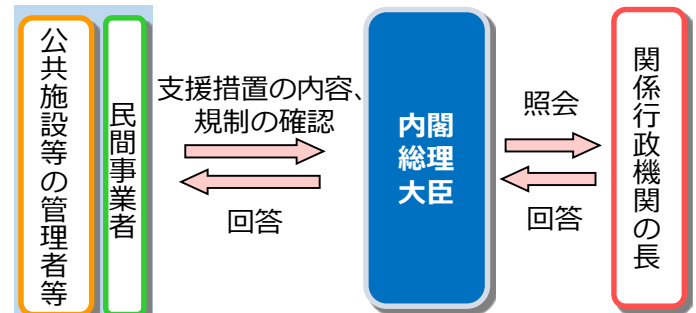 公共施設等の管理者等
民間事業者
支援措置の内容、
規制の確認
回答
内閣
総理
大臣
照会
回答
関係行政機関の長